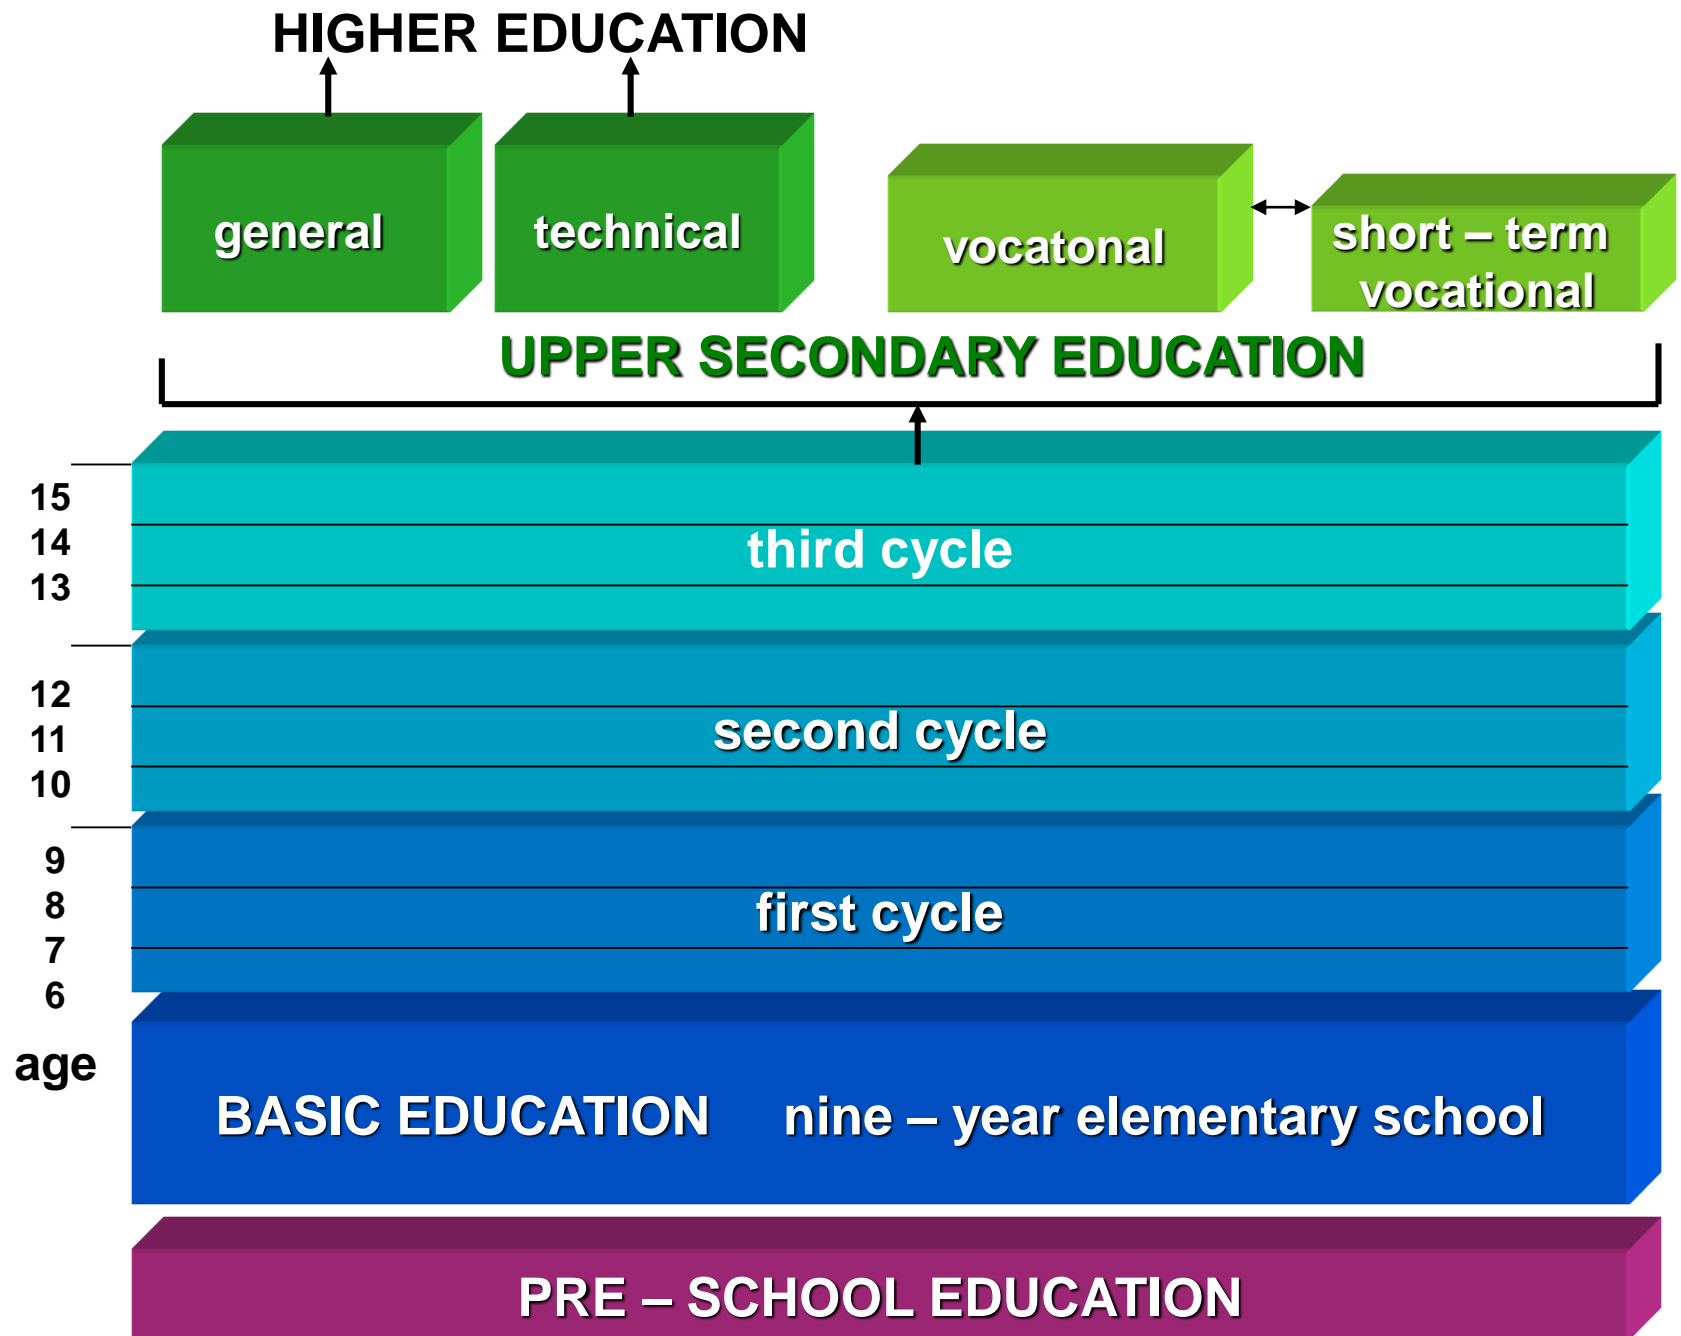 HIGHER EDUCATION
general
technical
vocatonal
short – term
vocational
UPPER SECONDARY EDUCATION
15
14
third cycle
13
12
11
second cycle
10
9
8
first cycle
7
6
age
BASIC EDUCATION nine – year elementary school
PRE – SCHOOL EDUCATION